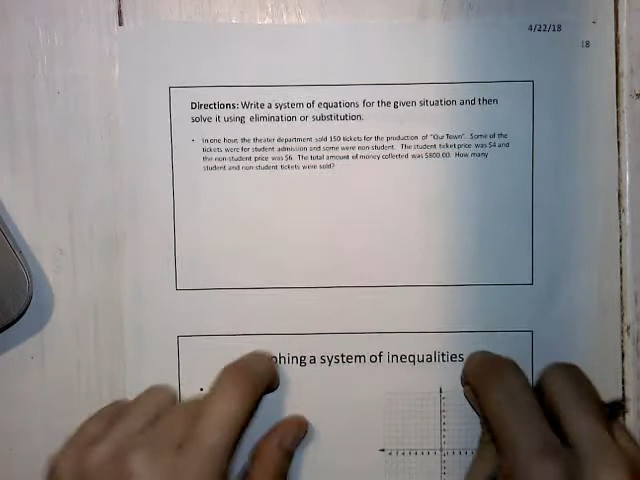 4/22/18
18
Directions: Write a system of equations for the given situation and then
solve it using elimination or substitution.
• In one hour, the theater department sold 150 tickets for the production of "Our Town". Some of the
tickets were for student admission and some were non student. The student ticket price was $4 and
the non-student price was $6. The total amount of money collected was $800.00. How many
student and non-student tickets were sold?
hing a system of inequalities